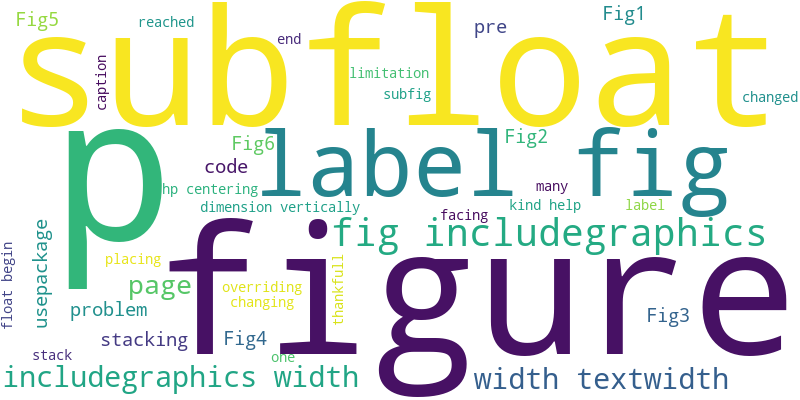 Fig5
reached
Fig1
pre
end
subfloat
limitation
caption
subfig
changed
p
label fig
Fig6
Fig2
code
hp centering
many
dimension vertically
kind help
label
facing
usepackage
fig includegraphics
figure
float begin
placing
page
overriding
changing
thankfull
problem
Fig3
stacking
Fig4
stack
one
includegraphics width
width textwidth